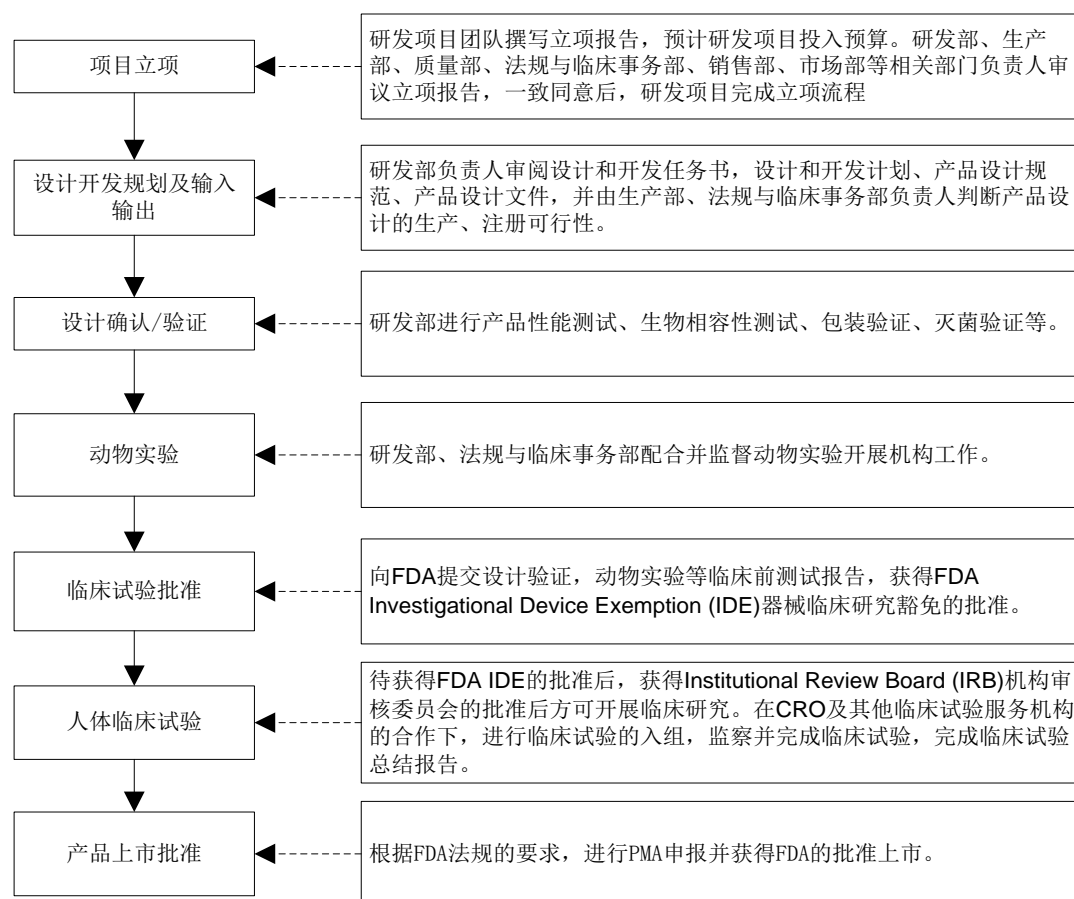 项目立项
研发项目团队撰写立项报告，预计研发项目投入预算。研发部、生产
部、质量部、法规与临床事务部、销售部、市场部等相关部门负责人审
议立项报告，一致同意后，研发项目完成立项流程
设计开发规划及输入
输出
研发部负责人审阅设计和开发任务书，设计和开发计划、产品设计规
范、产品设计文件，并由生产部、法规与临床事务部负责人判断产品设
计的生产、注册可行性。
设计确认/验证
研发部进行产品性能测试、生物相容性测试、包装验证、灭菌验证等。
动物实验
研发部、法规与临床事务部配合并监督动物实验开展机构工作。
临床试验批准
向FDA提交设计验证，动物实验等临床前测试报告，获得FDA
Investigational Device Exemption (IDE)器械临床研究豁免的批准。
人体临床试验
待获得FDA IDE的批准后，获得Institutional Review Board (IRB)机构审
核委员会的批准后方可开展临床研究。在CRO及其他临床试验服务机构
的合作下，进行临床试验的入组，监察并完成临床试验，完成临床试验
总结报告。
产品上市批准
根据FDA法规的要求，进行PMA申报并获得FDA的批准上市。